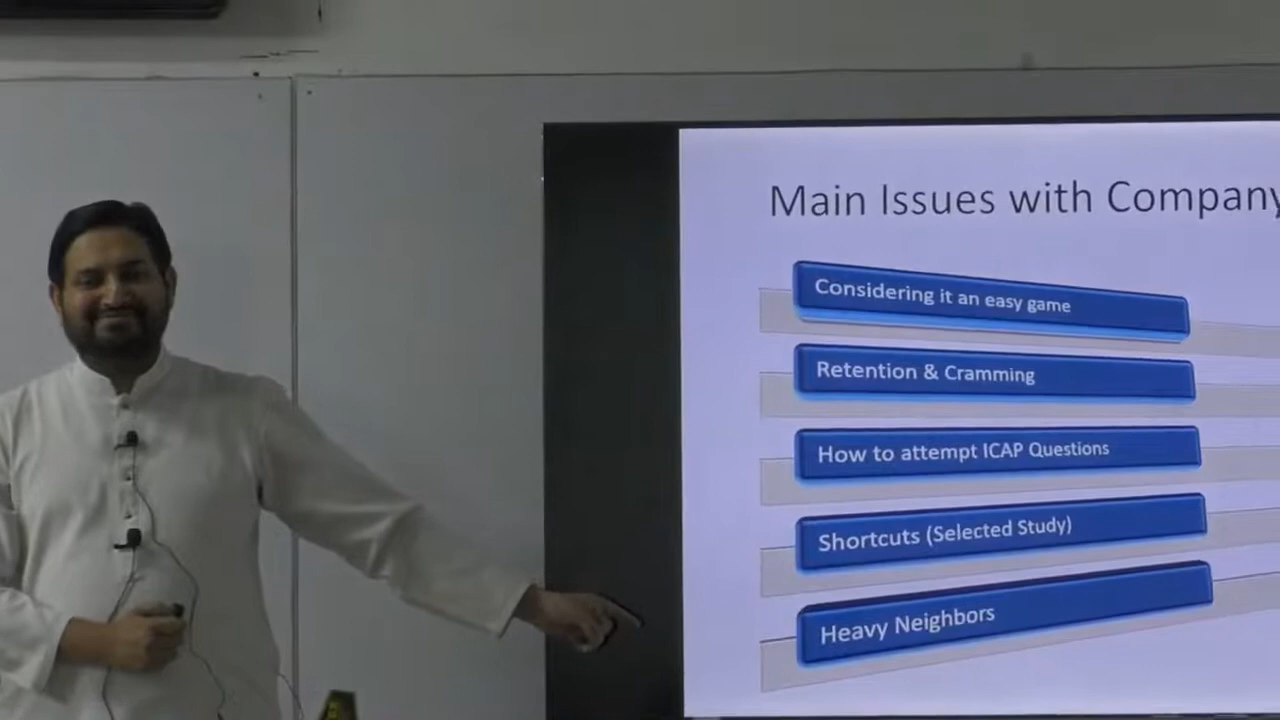 Main Issues with Company
Considering it an easy game
Retention & Cramming
How to attempt ICAP Questions
Shortcuts (Selected Study)
Heavy Neighbors